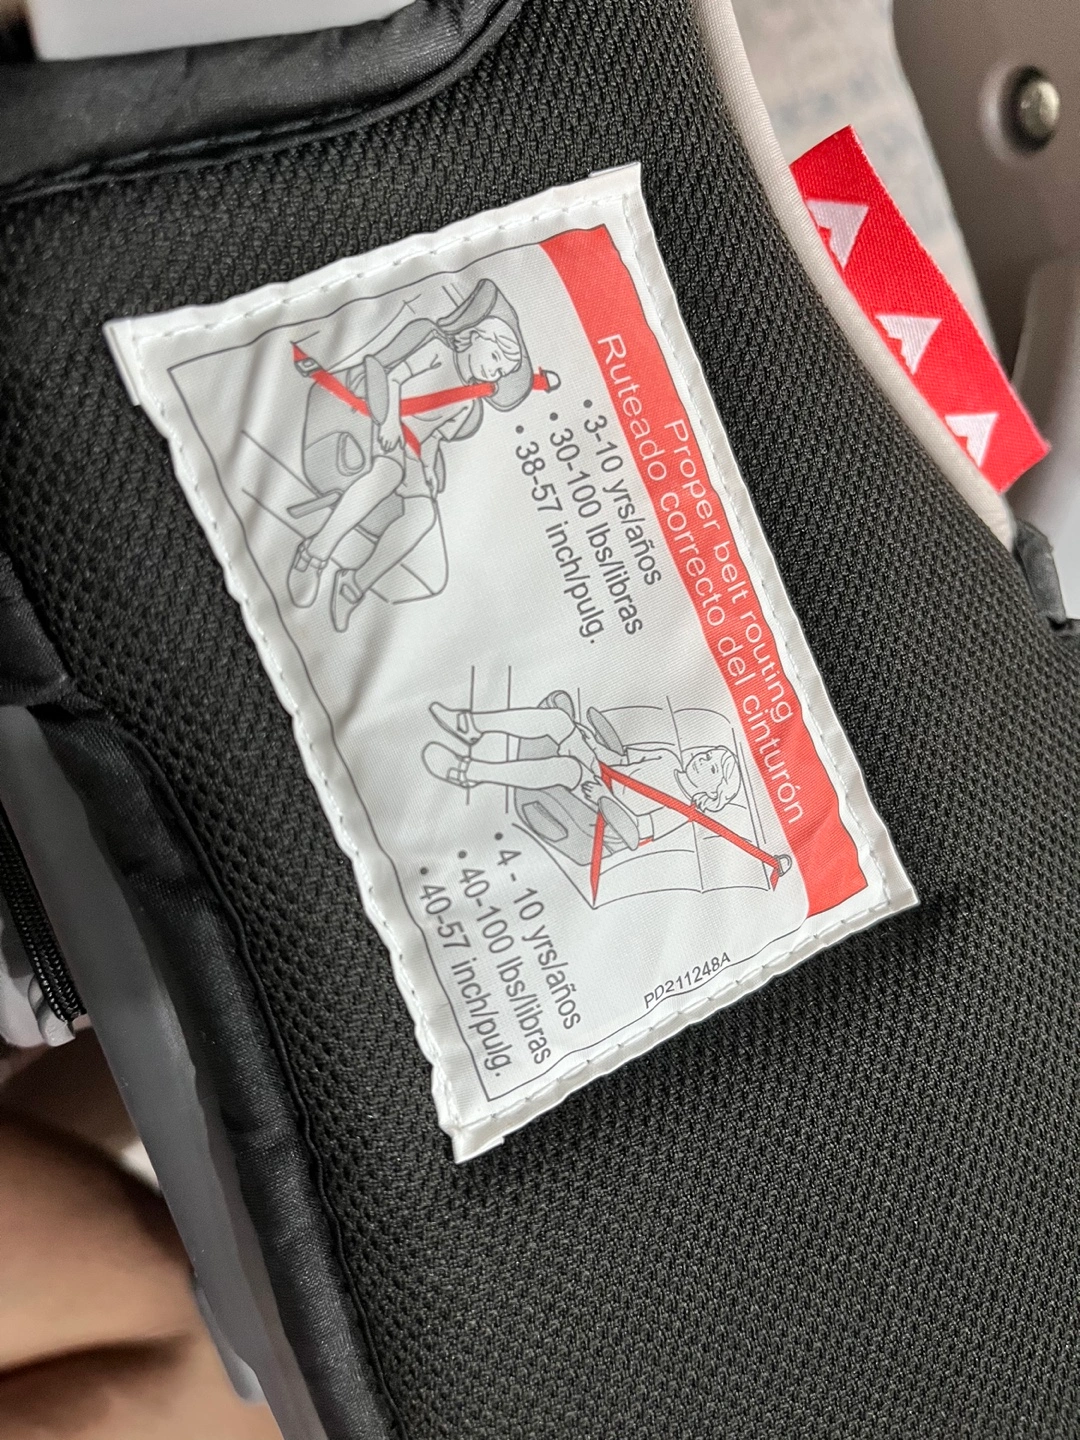 Proper belt routing
Ruteado correcto del cinturón
• 3-10 yrs/años
• 30-100 lbs/libras
• 38-57 inch/pulg.
• 4 - 10 yrs/años
• 40-100 lbs/libras
• 40-57 inch/pulg.
PD211248A